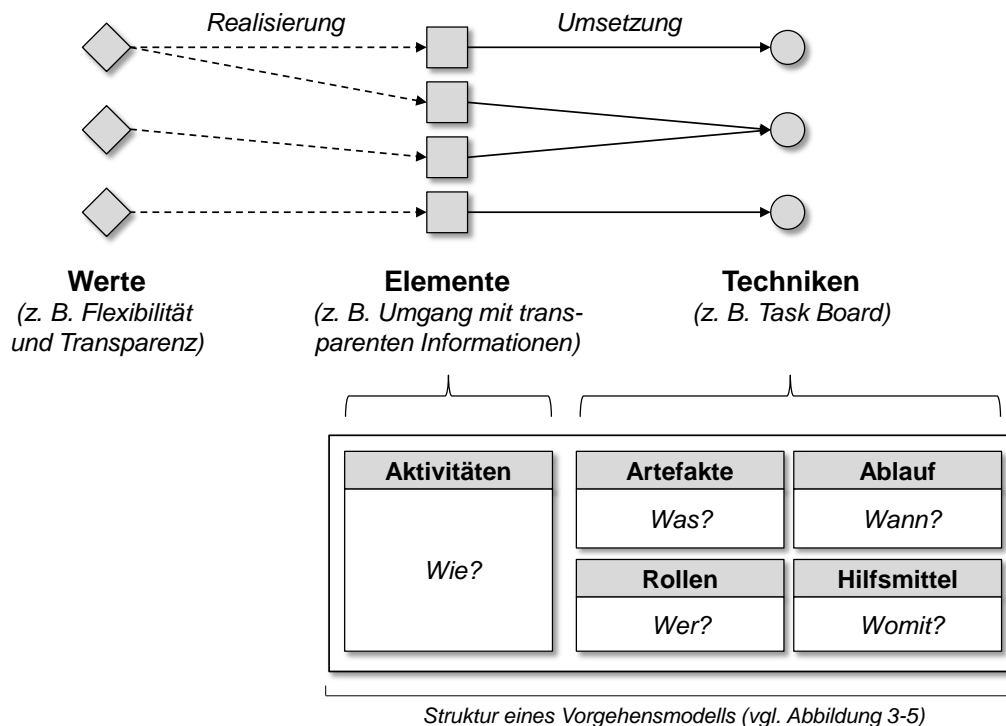 Realisierung
Umsetzung
Werte
(z. B. Flexibilität
und Transparenz)
Elemente
(z. B. Umgang mit trans-
parenten Informationen)
Techniken
(z. B. Task Board)
Aktivitäten
Wie?
Artefakte
Was?
Ablauf
Wann?
Rollen
Wer?
Hilfsmittel
Womit?
Struktur eines Vorgehensmodells (vgl. Abbildung 3-5)